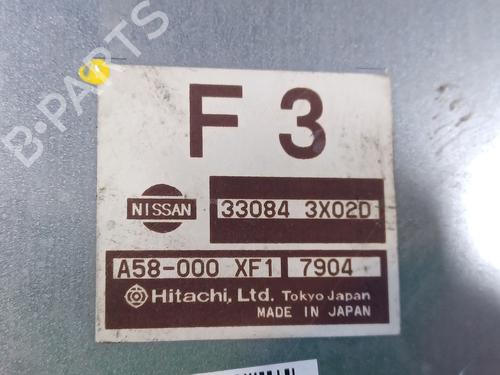 B-PARTS
F 3
NISSAN 33084 3X02D
A58-000 XF1 7904
Hitachi, Ltd. Tokyo Japan
MADE IN JAPAN